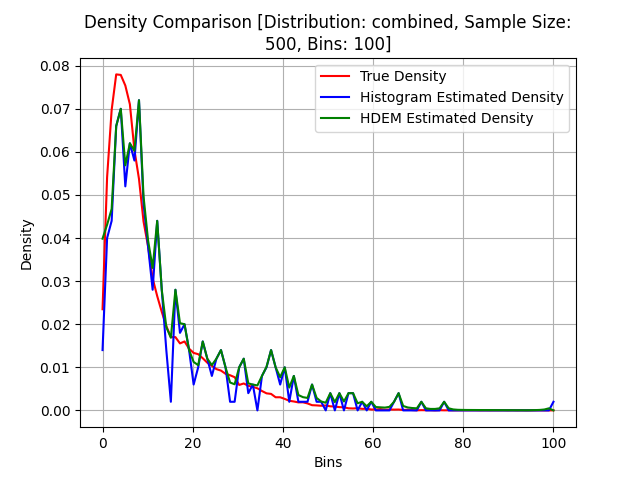 Density Comparison [Distribution: combined, Sample Size:
500, Bins: 100]
True Density
Histogram Estimated Density
HDEM Estimated Density
Density
0.08
0.07
0.06
0.05
0.04
0.03
0.02
0.01
0.00
0 20 40 60 80 100
Bins